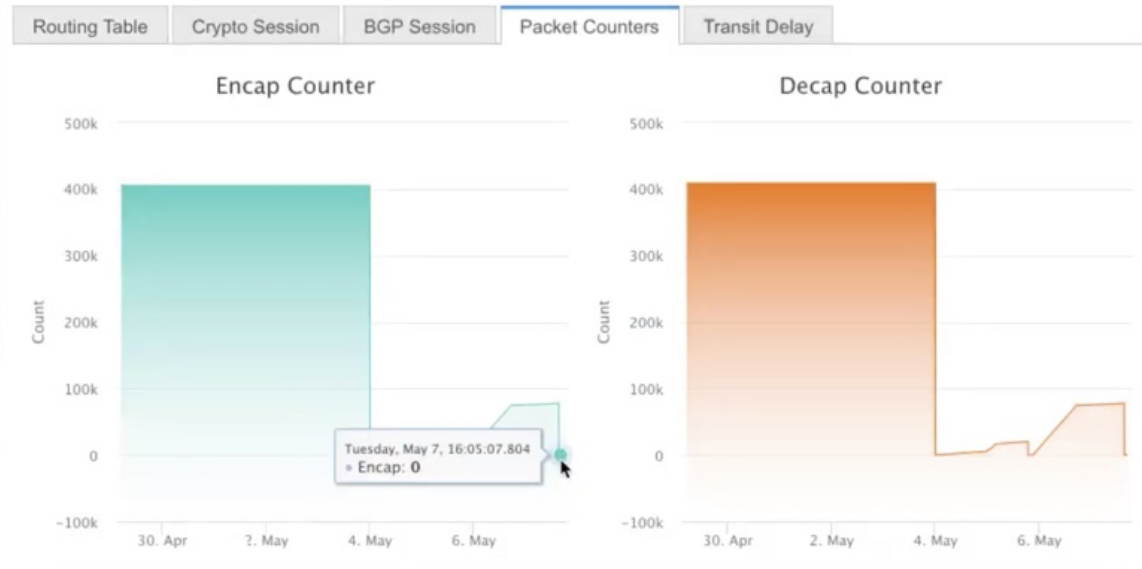 Routing Table
Crypto Session
BGP Session
Packet Counters
Transit Delay
Encap Counter
500k
400k
300k
200k
100k
0
-100k
Count
30. Apr
2. May
4. May
6. May
Tuesday, May 7, 16:05:07.804
Encap: 0
Decap Counter
500k
400k
300k
200k
100k
0
-100k
Count
30. Apr
2. May
4. May
6. May